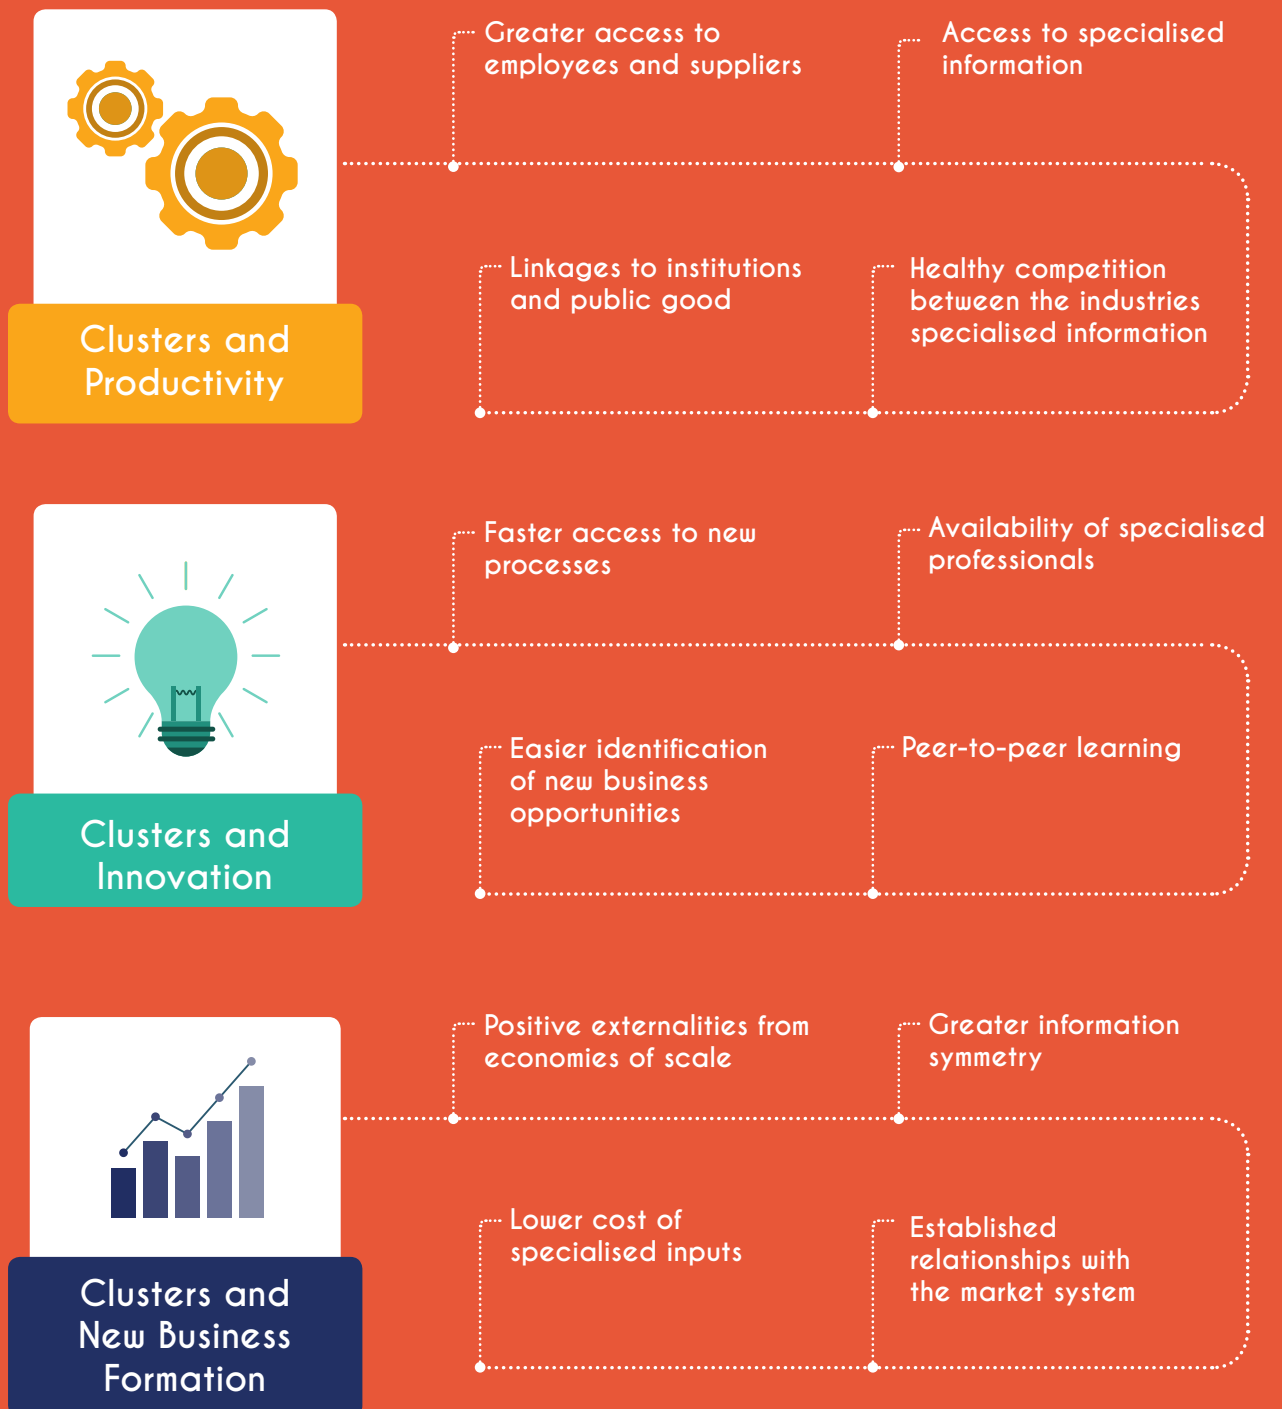 Greater access to
employees and suppliers
Access to specialised
information
Linkages to institutions
and public good
Healthy competition
between the industries
specialised information
Clusters and
Productivity
Faster access to new
processes
Availability of specialised
professionals
Easier identification
of new business
opportunities
Peer-to-peer learning
Clusters and
Innovation
Positive externalities from
economies of scale
Greater information
symmetry
Lower cost of
specialised inputs
Established
relationships with
the market system
Clusters and
New Business
Formation